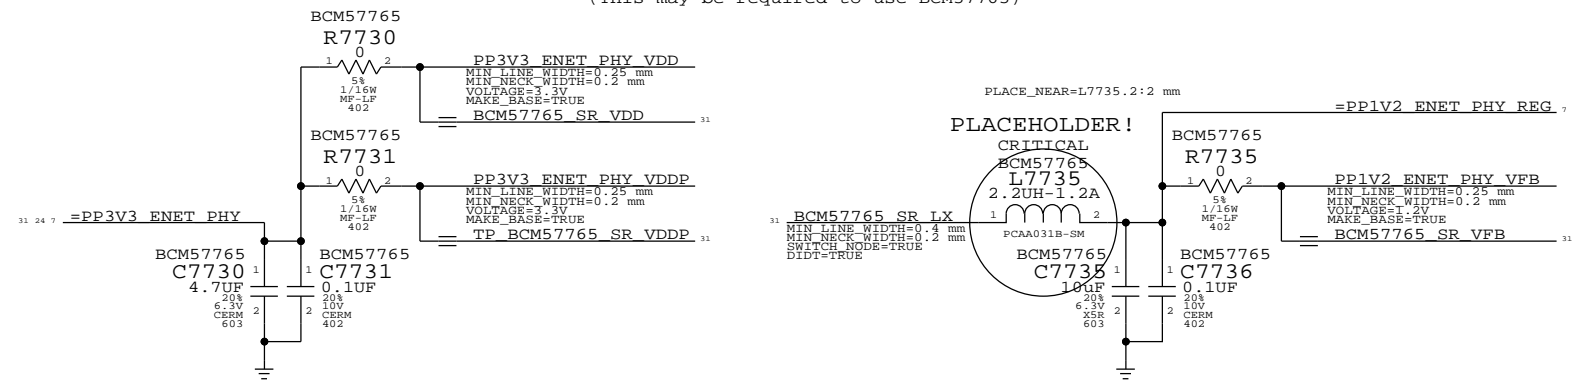 (This may be required to use BCM57765)
BCM57765
R7730
0
1
2
5%
1/16W
MF-LF
402
PP3V3_ENET_PHY_VDD
MIN_LINE_WIDTH=0.25 mm
MIN_NECK_WIDTH=0.2 mm
VOLTAGE=3.3V
MAKE_BASE=TRUE
BCM57765_SR_VDD
31
BCM57765
R7731
0
1
2
5%
1/16W
MF-LF
402
PP3V3_ENET_PHY_VDDP
MIN_LINE_WIDTH=0.25 mm
MIN_NECK_WIDTH=0.2 mm
VOLTAGE=3.3V
MAKE_BASE=TRUE
TP_BCM57765_SR_VDDP
31
31 24 7
=PP3V3_ENET_PHY
BCM57765
C7730
4.7UF
20%
6.3V
CERM
603
1
2
BCM57765
C7731
0.1UF
20%
10V
CERM
402
1
2
PLACE_NEAR=L7735.2:2 mm
PLACEHOLDER!
CRITICAL
BCM57765
L7735
2.2UH-1.2A
1
2
PCAA031B-SM
31
BCM57765_SR_LX
MIN_LINE_WIDTH=0.4 mm
MIN_NECK_WIDTH=0.2 mm
SWITCH_NODE=TRUE
DIDT=TRUE
BCM57765
C7735
10uF
20%
6.3V
X5R
603
1
2
BCM57765
C7736
0.1UF
20%
10V
CERM
402
1
2
=PP1V2_ENET_PHY_REG
7
BCM57765
R7735
0
1
2
5%
1/16W
MF-LF
402
PP1V2_ENET_PHY_VFB
MIN_LINE_WIDTH=0.25 mm
MIN_NECK_WIDTH=0.2 mm
VOLTAGE=1.2V
MAKE_BASE=TRUE
BCM57765_SR_VFB
31